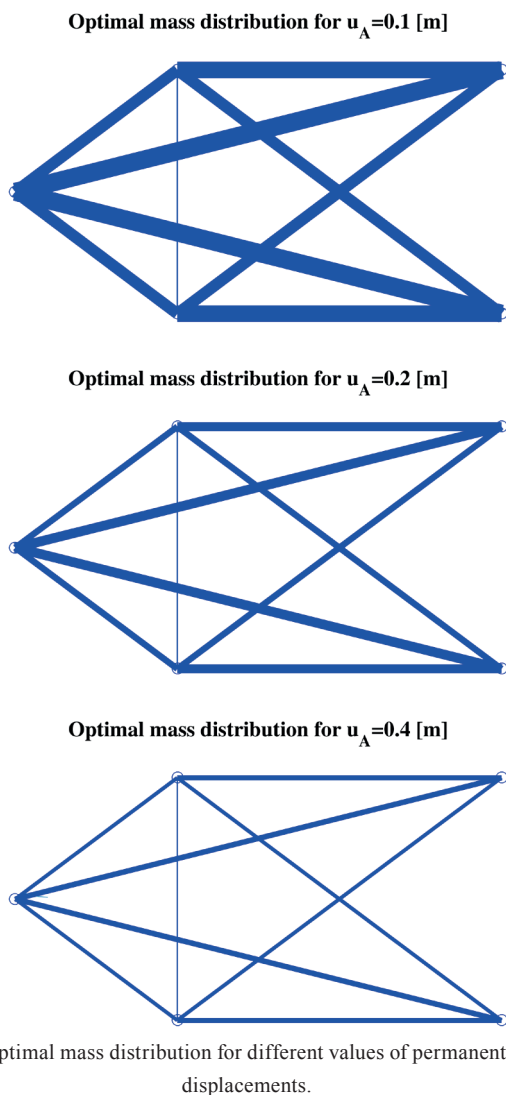 Optimal mass distribution for u_A=0.1 [m]
Optimal mass distribution for u_A=0.2 [m]
Optimal mass distribution for u_A=0.4 [m]
ptimal mass distribution for different values of permanent
displacements.